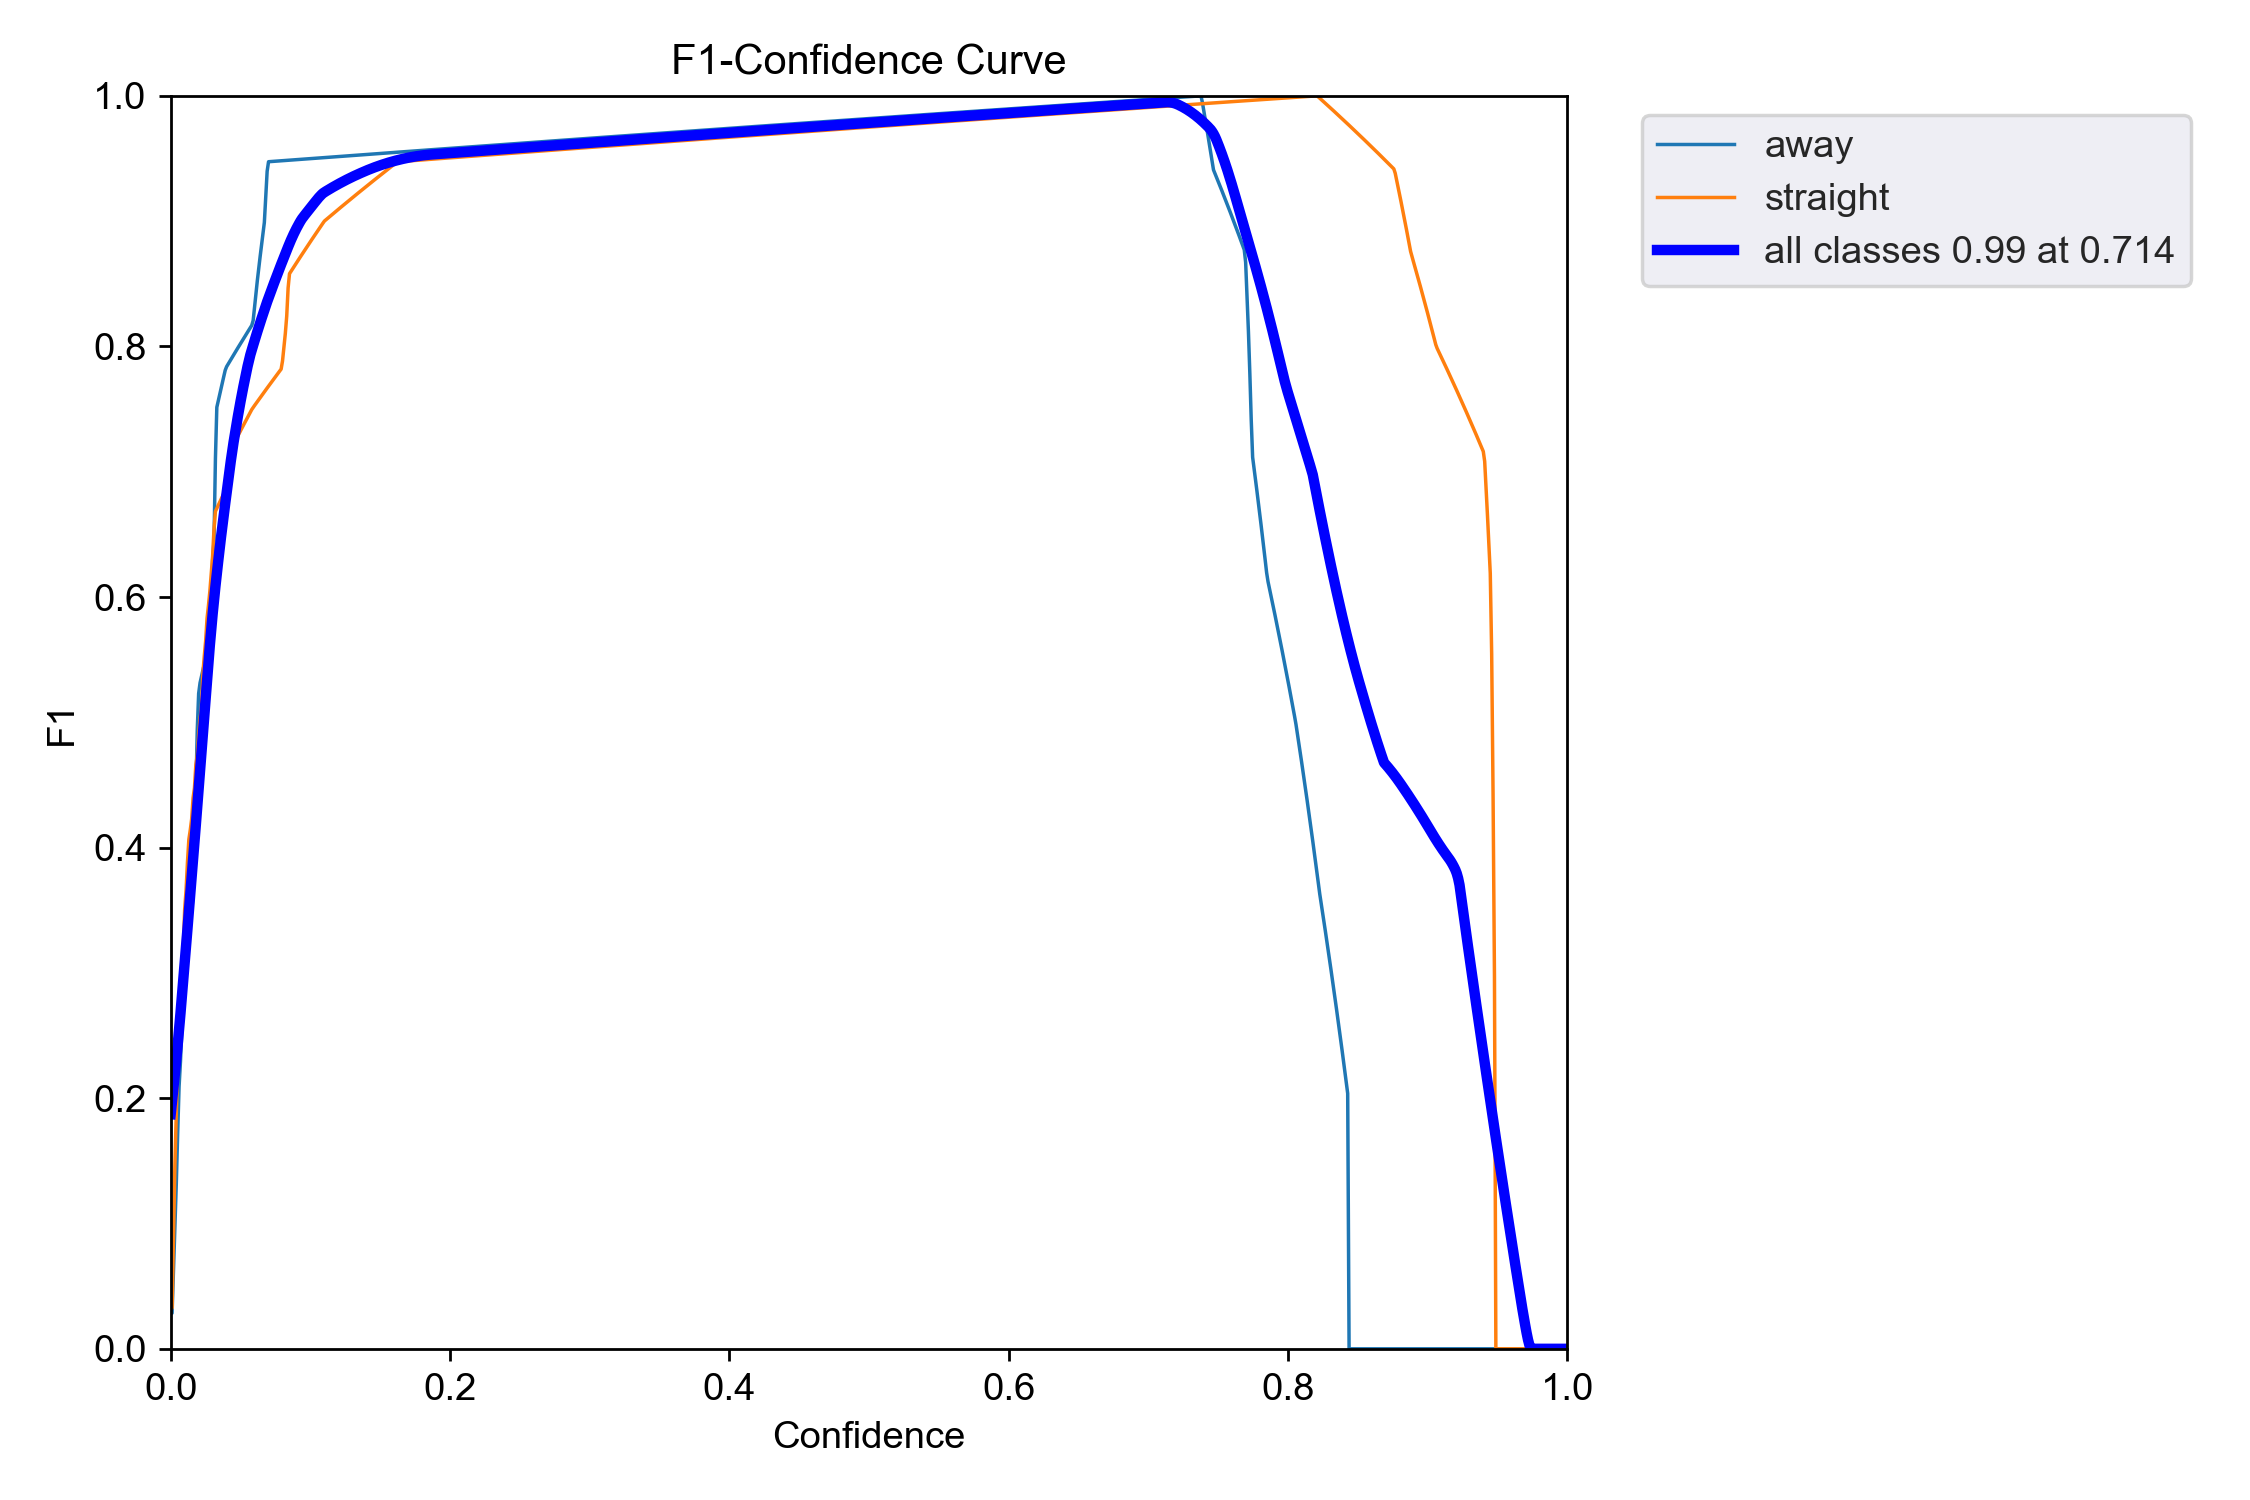 F1-Confidence Curve
1.0
0.8
0.6
0.4
0.2
0.0
F1
0.0 0.2 0.4 0.6 0.8 1.0
Confidence
away
straight
all classes 0.99 at 0.714